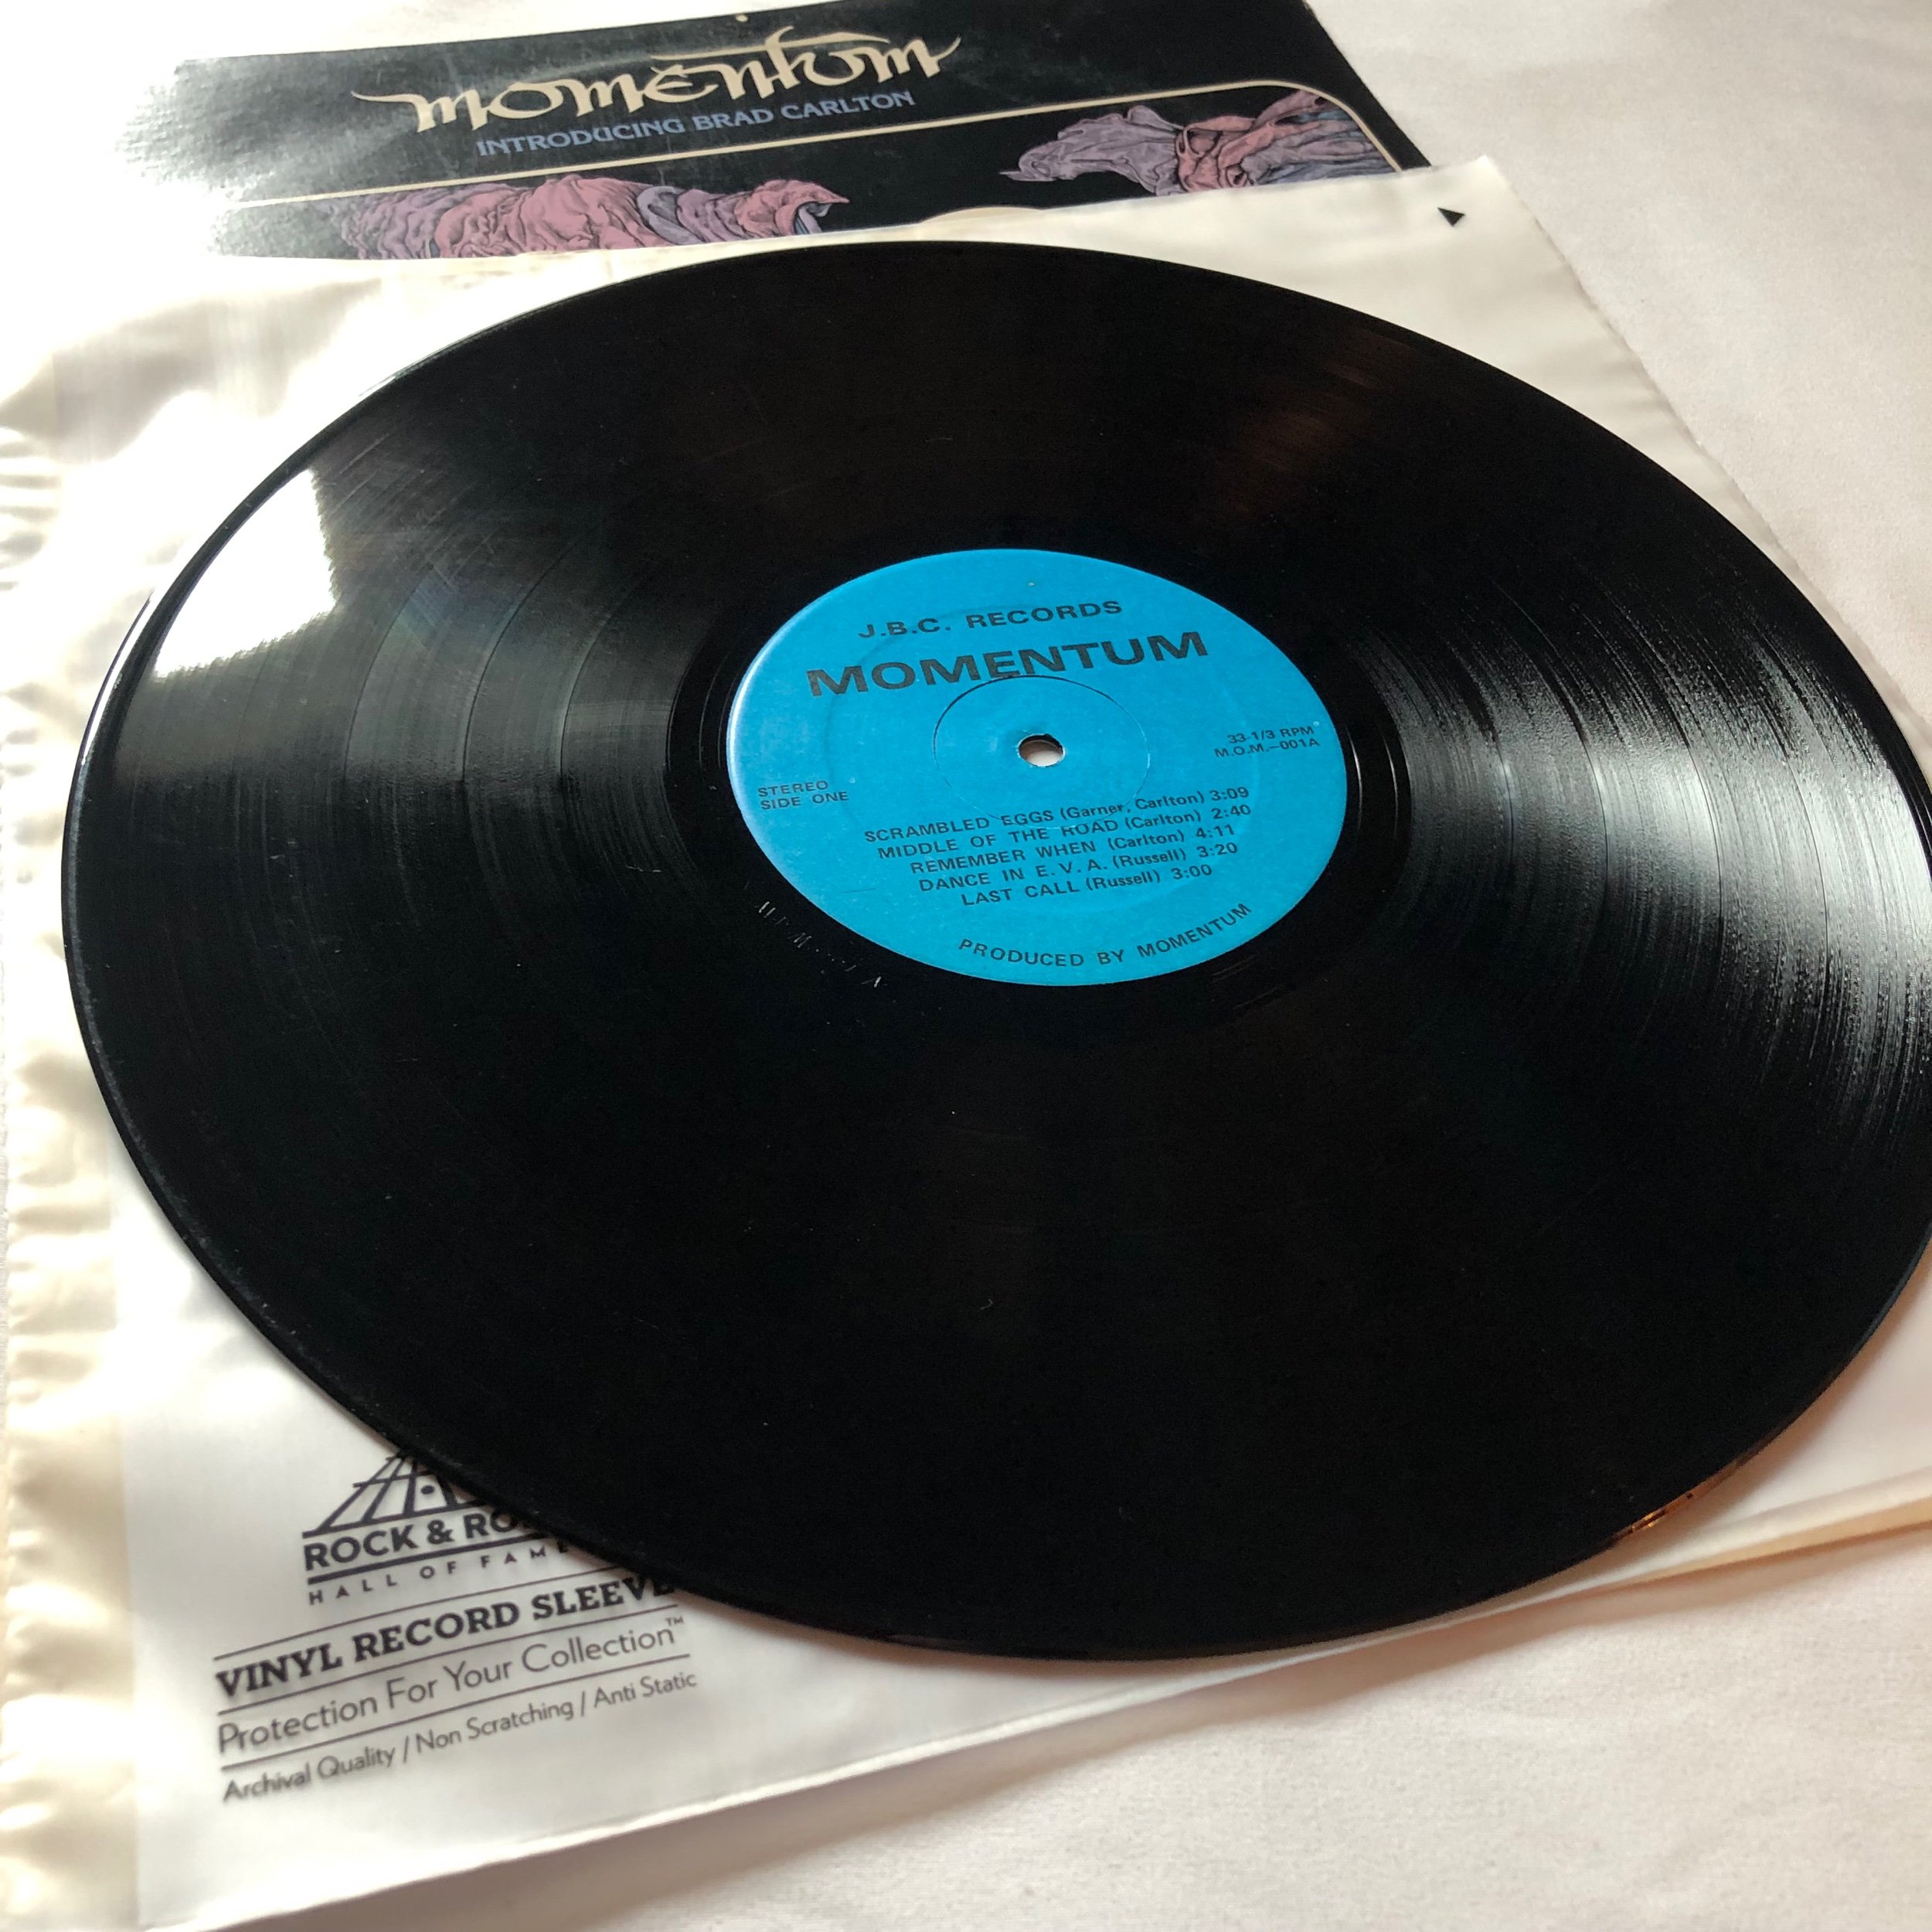 momentum
INTRODUCING BRAD CARLTON
J.B.C. RECORDS
MOMENTUM
33-1/3 RPM
M.O.M.-001A
STEREO
SIDE ONE
SCRAMBLED EGGS (Garner, Carlton) 3:09
MIDDLE OF THE ROAD (Carlton) 2:40
REMEMBER WHEN (Carlton) 4:11
DANCE IN E.V.A. (Russell) 3:20
LAST CALL (Russell) 3:00
PRODUCED BY MOMENTUM
ROCK &
HALL OF FAME
VINYL RECORD SLEEVE
Protection For Your Collection™
Archival Quality / Non Scratching / Anti Static